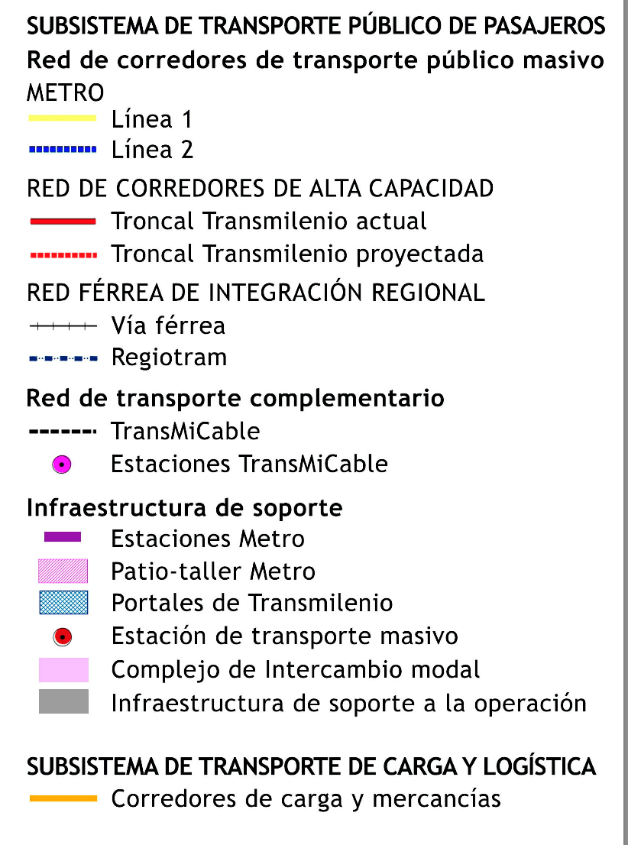 SUBSISTEMA DE TRANSPORTE PÚBLICO DE PASAJEROS
Red de corredores de transporte público masivo
METRO
Línea 1
Línea 2
RED DE CORREDORES DE ALTA CAPACIDAD
Troncal Transmilenio actual
Troncal Transmilenio proyectada
RED FÉRREA DE INTEGRACIÓN REGIONAL
Vía férrea
Regiotram
Red de transporte complementario
TransMiCable
Estaciones TransMiCable
Infraestructura de soporte
Estaciones Metro
Patio-taller Metro
Portales de Transmilenio
Estación de transporte masivo
Complejo de Intercambio modal
Infraestructura de soporte a la operación
SUBSISTEMA DE TRANSPORTE DE CARGA Y LOGÍSTICA
Corredores de carga y mercancías